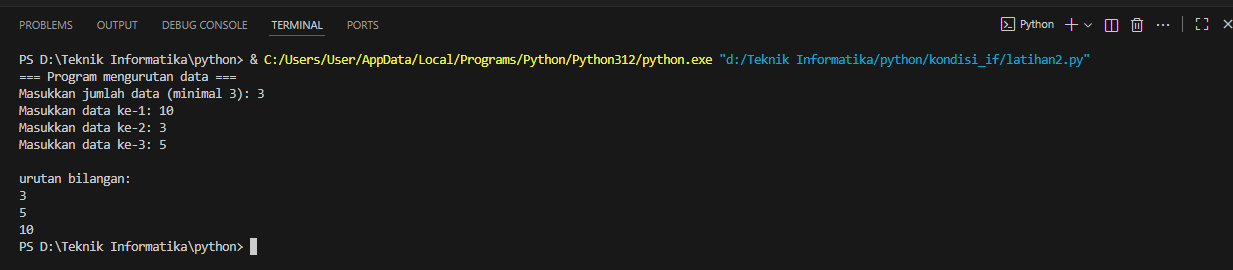 PROBLEMS OUTPUT DEBUG CONSOLE TERMINAL PORTS Python
PS D:\Teknik Informatika\python> & C:/Users/User/AppData/Local/Programs/Python/Python312/python.exe "d:/Teknik Informatika/python/kondisi_if/latihan2.py"
=== Program mengurutan data ===
Masukkan jumlah data (minimal 3): 3
Masukkan data ke-1: 10
Masukkan data ke-2: 3
Masukkan data ke-3: 5
urutan bilangan:
3
5
10
PS D:\Teknik Informatika\python>